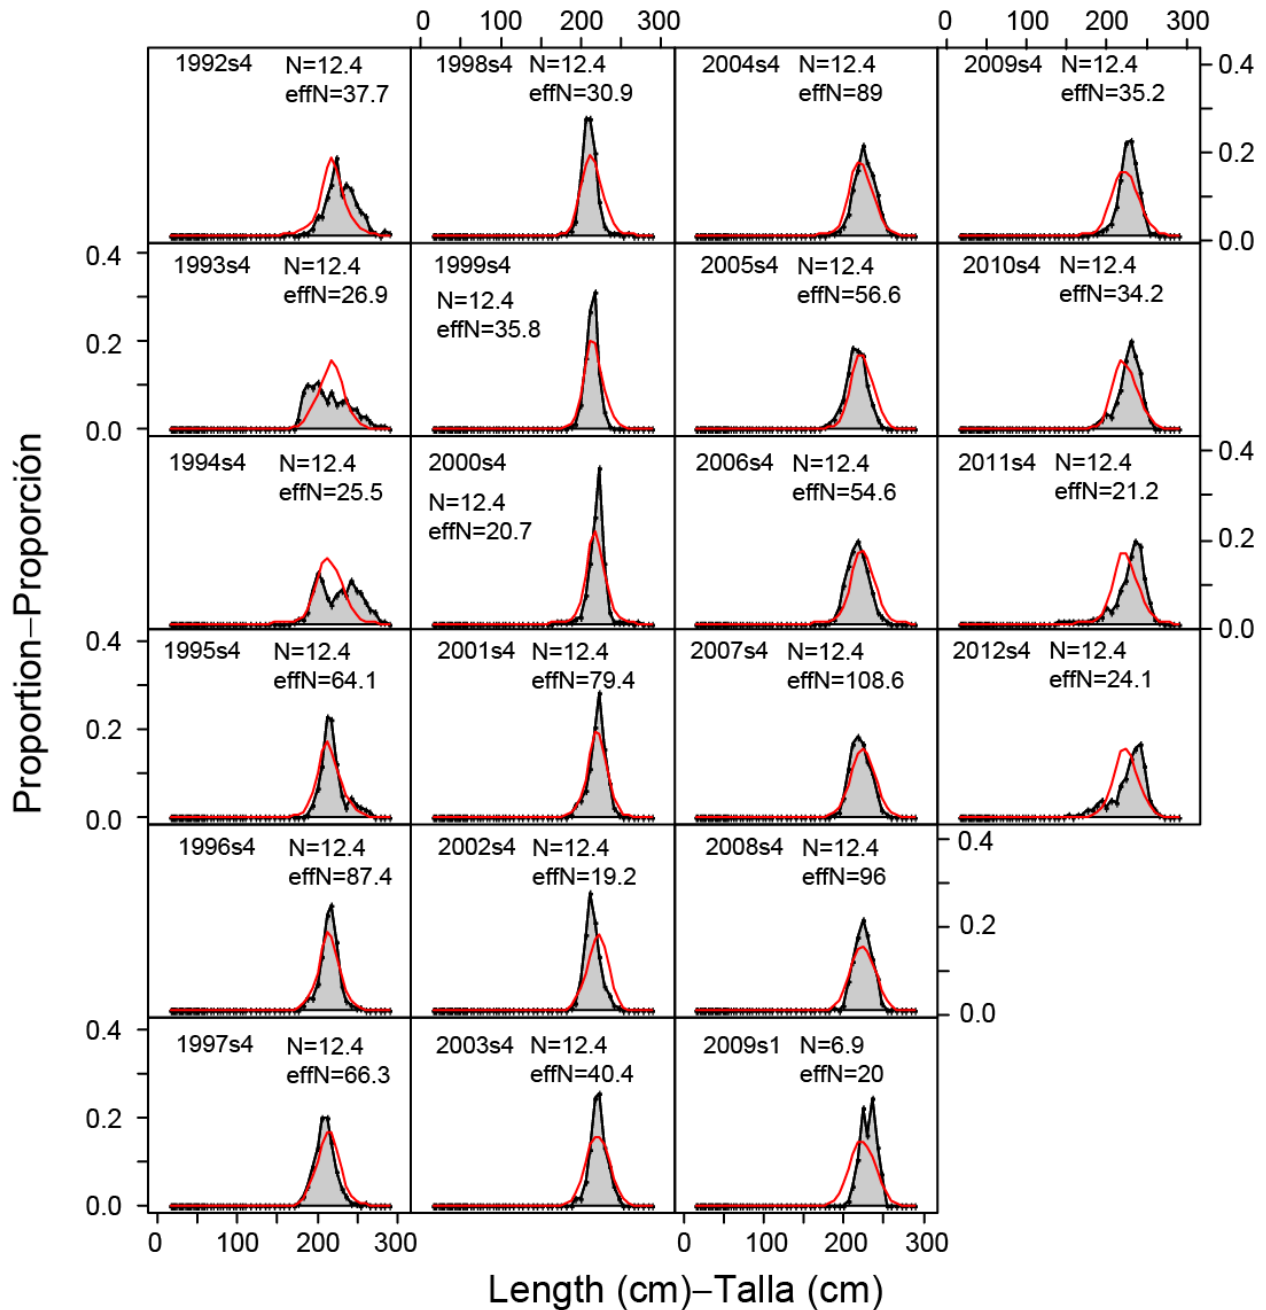 0 100 200 300
0 100 200 300
1992s4 N=12.4
effN=37.7
1998s4 N=12.4
effN=30.9
2004s4 N=12.4
effN=89
2009s4 N=12.4
effN=35.2
0.4
0.2
0.0
0.4
0.2
0.0
1993s4 N=12.4
effN=26.9
1999s4
N=12.4
effN=35.8
2005s4 N=12.4
effN=56.6
2010s4 N=12.4
effN=34.2
1994s4 N=12.4
effN=25.5
2000s4
N=12.4
effN=20.7
2006s4 N=12.4
effN=54.6
2011s4 N=12.4
effN=21.2
0.4
0.2
0.0
0.4
0.2
0.0
1995s4 N=12.4
effN=64.1
2001s4 N=12.4
effN=79.4
2007s4 N=12.4
effN=108.6
2012s4 N=12.4
effN=24.1
1996s4 N=12.4
effN=87.4
2002s4 N=12.4
effN=19.2
2008s4 N=12.4
effN=96
0.4
0.2
0.0
0.4
0.2
0.0
1997s4 N=12.4
effN=66.3
2003s4 N=12.4
effN=40.4
2009s1 N=6.9
effN=20
0 100 200 300
0 100 200 300
Proportion–Proporción
Length (cm)–Talla (cm)